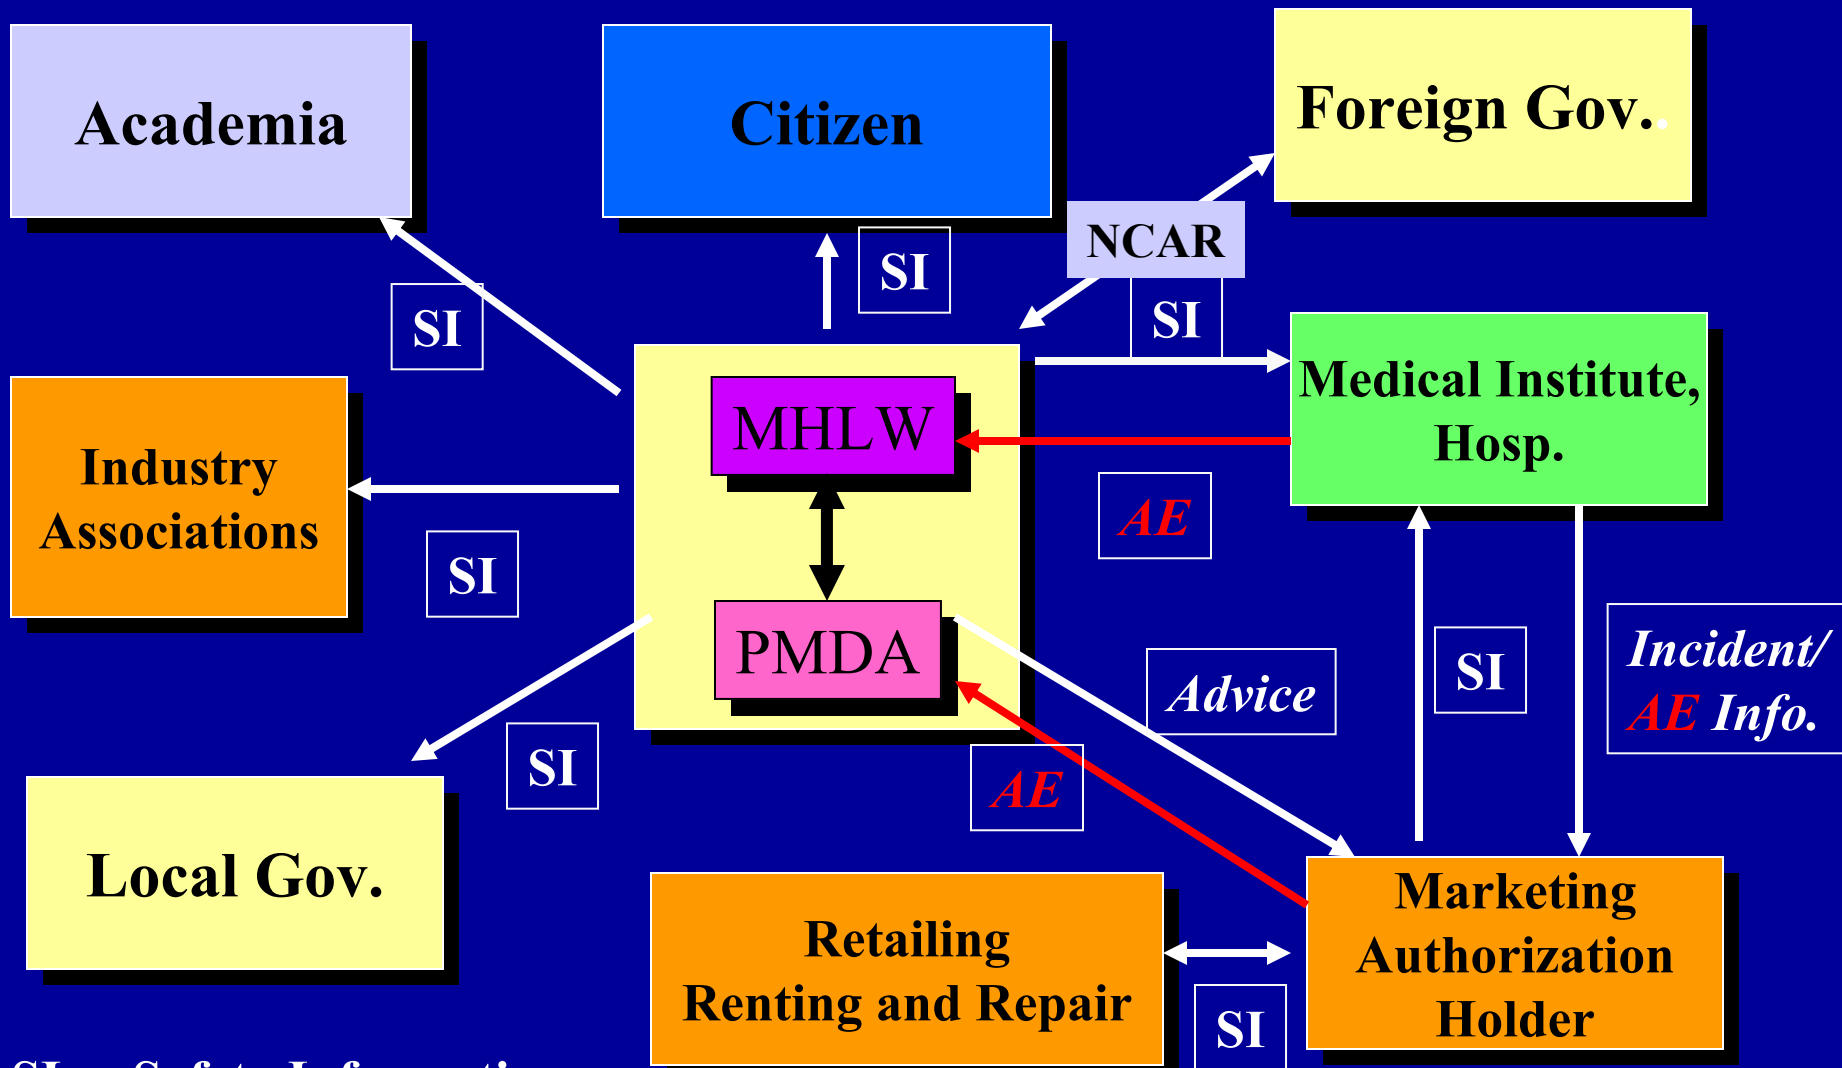 Academia
Citizen
Foreign Gov..
NCAR
SI
SI
SI
MHLW
Medical Institute,
Hosp.
Industry
Associations
AE
SI
PMDA
Advice
SI
Incident/
AE Info.
SI
AE
Local Gov.
Retailing
Renting and Repair
Marketing
Authorization
Holder
SI